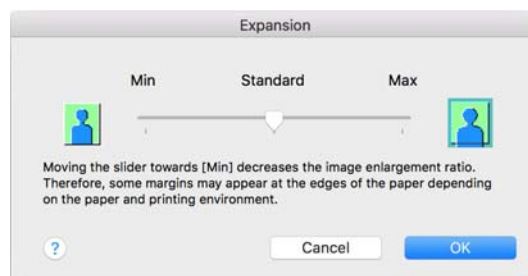 Expansion
Min Standard Max
Moving the slider towards [Min] decreases the image enlargement ratio.
Therefore, some margins may appear at the edges of the paper depending
on the paper and printing environment.
? Cancel OK